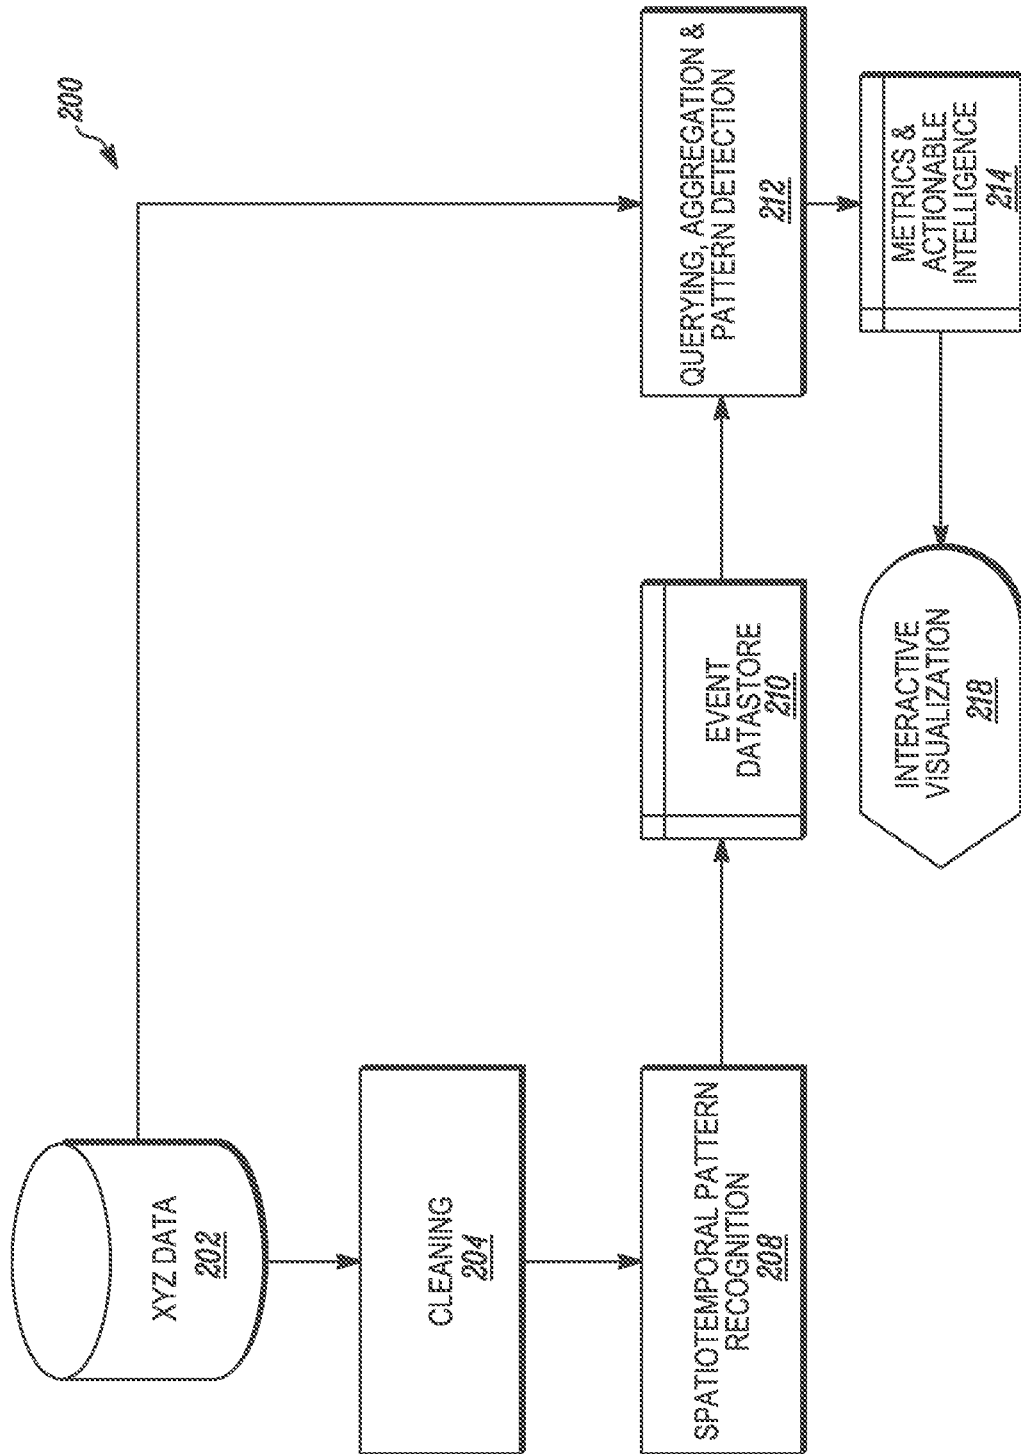 200
XYZ DATA
202
CLEANING
204
SPATIOTEMPORAL PATTERN
RECOGNITION
208
EVENT
DATASTORE
210
QUERYING, AGGREGATION &
PATTERN DETECTION
212
METRICS &
ACTIONABLE
INTELLIGENCE
214
INTERACTIVE
VISUALIZATION
218